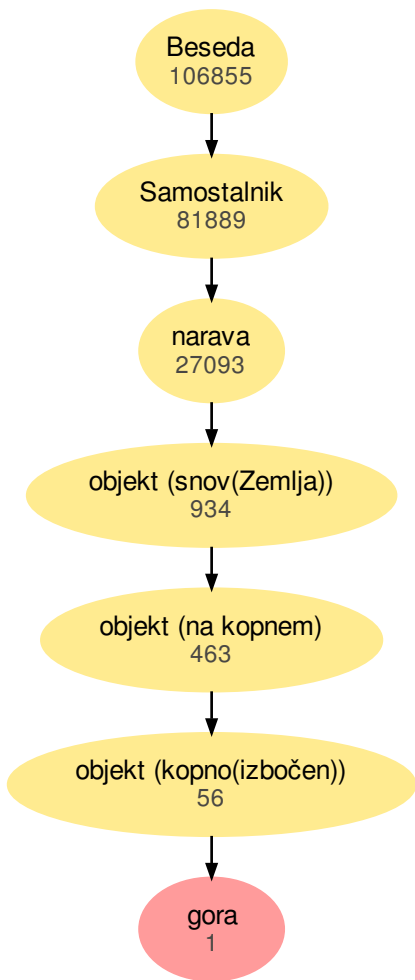 Beseda
106855
Samostalnik
81889
narava
27093
objekt (snov(Zemlja))
934
objekt (na kopnem)
463
objekt (kopno(izbočen))
56
gora
1